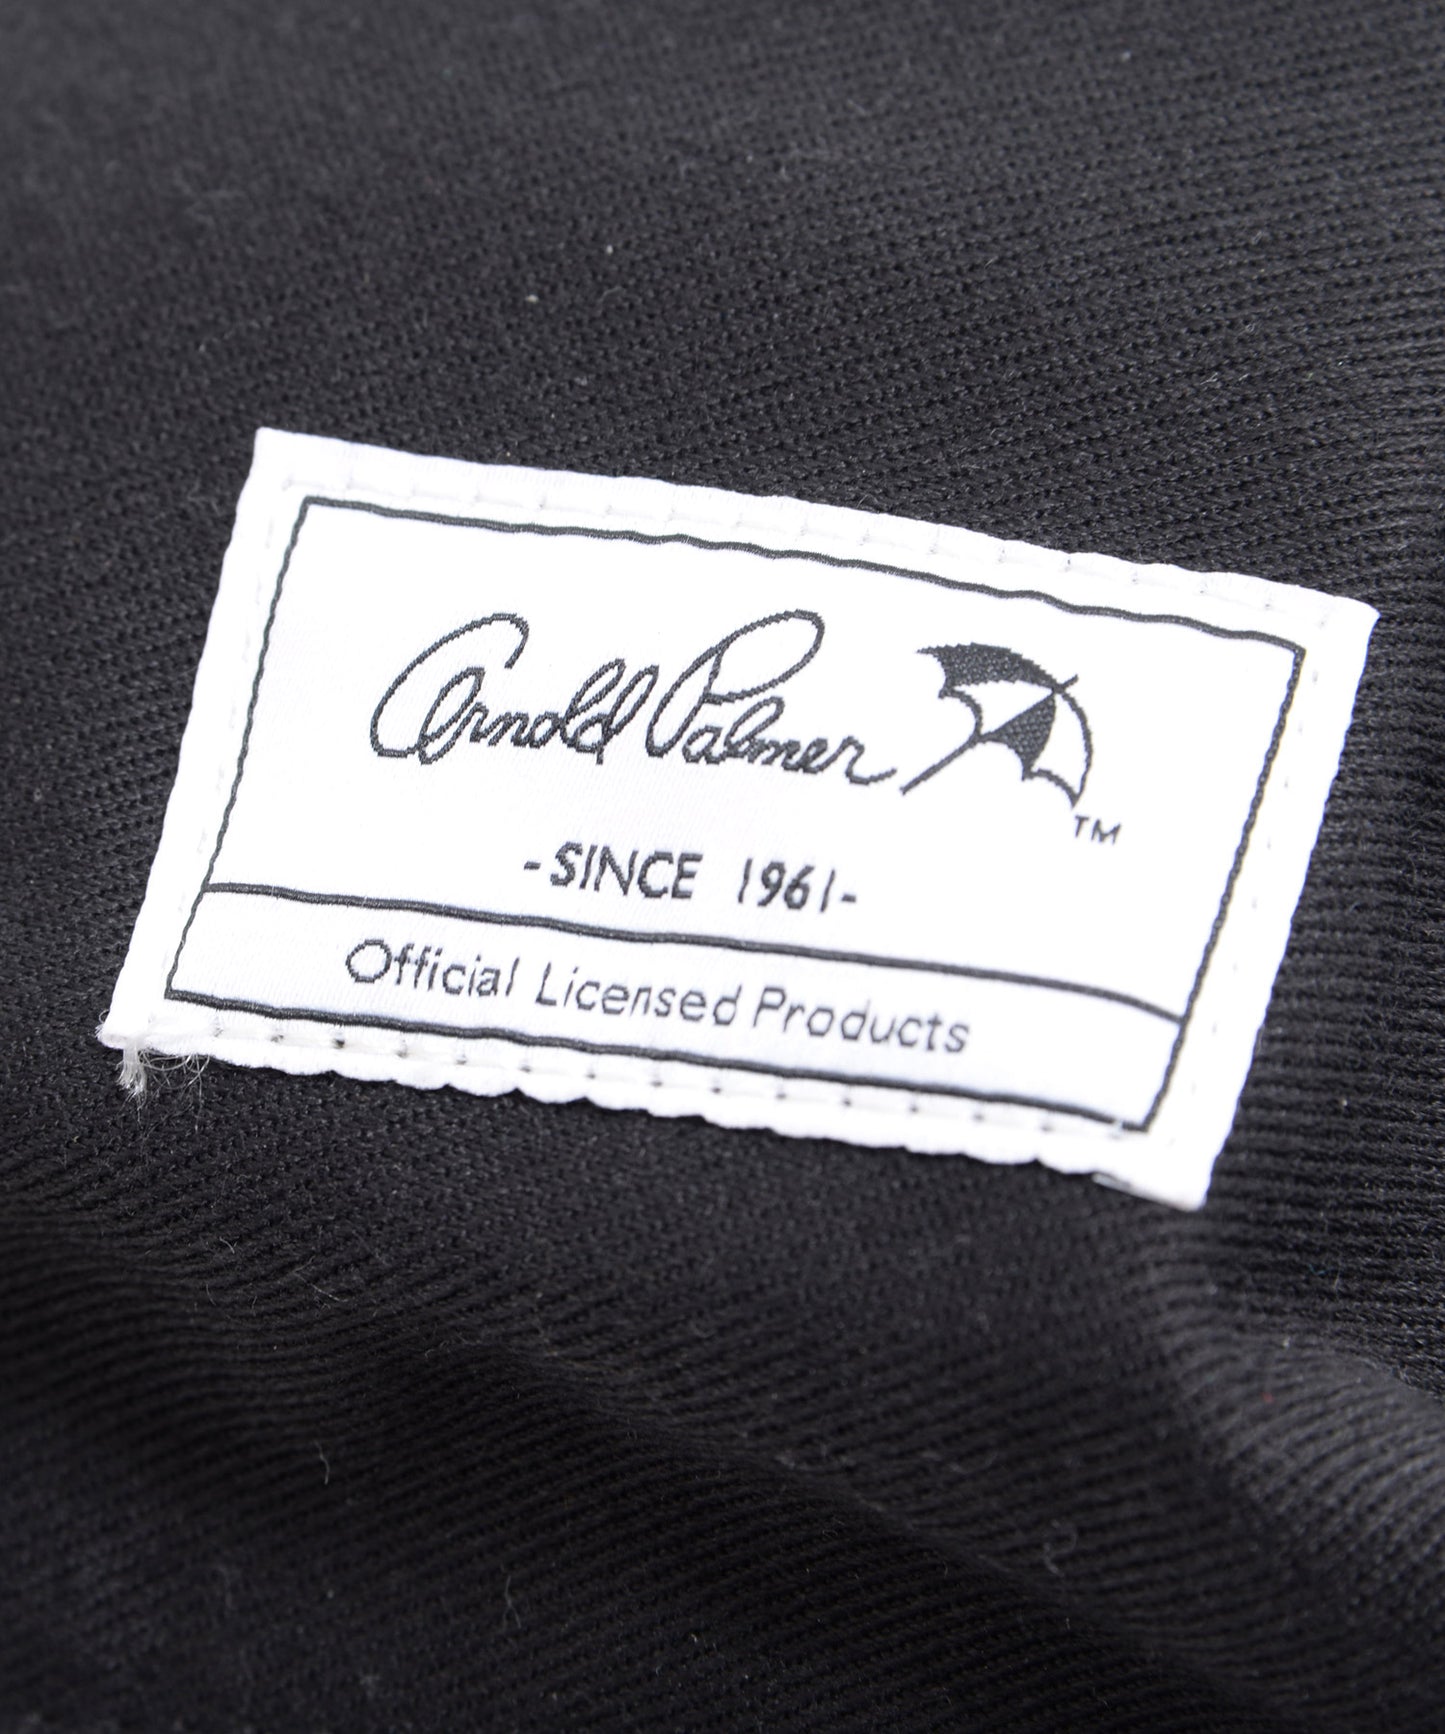 Arnold Palmer
TM
-SINCE 1961-
Official Licensed Products